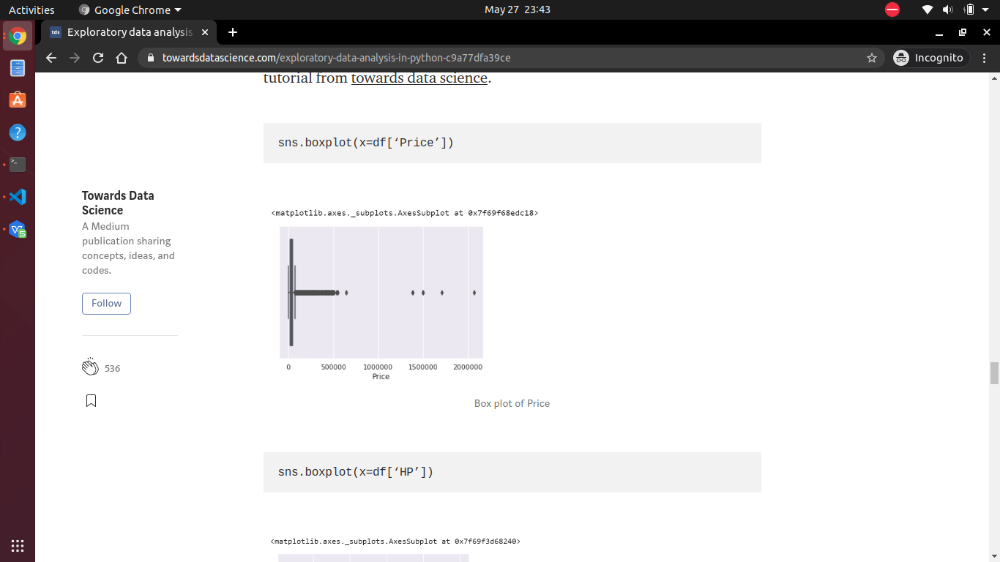 Activities
Google Chrome
May 27 23:43
tds
Exploratory data analysis
towardsdatascience.com/exploratory-data-analysis-in-python-c9a77dfa39ce
Incognito
tutorial from towards data science.
sns.boxplot(x=df[‘Price’])
Towards Data
Science
A Medium
publication sharing
concepts, ideas, and
codes.
Follow
536
<matplotlib.axes._subplots.AxesSubplot at 0x7f69f68edc18>
0 500000 1000000 1500000 2000000
Price
Box plot of Price
sns.boxplot(x=df[‘HP’])
<matplotlib.axes._subplots.AxesSubplot at 0x7f69f3d68240>